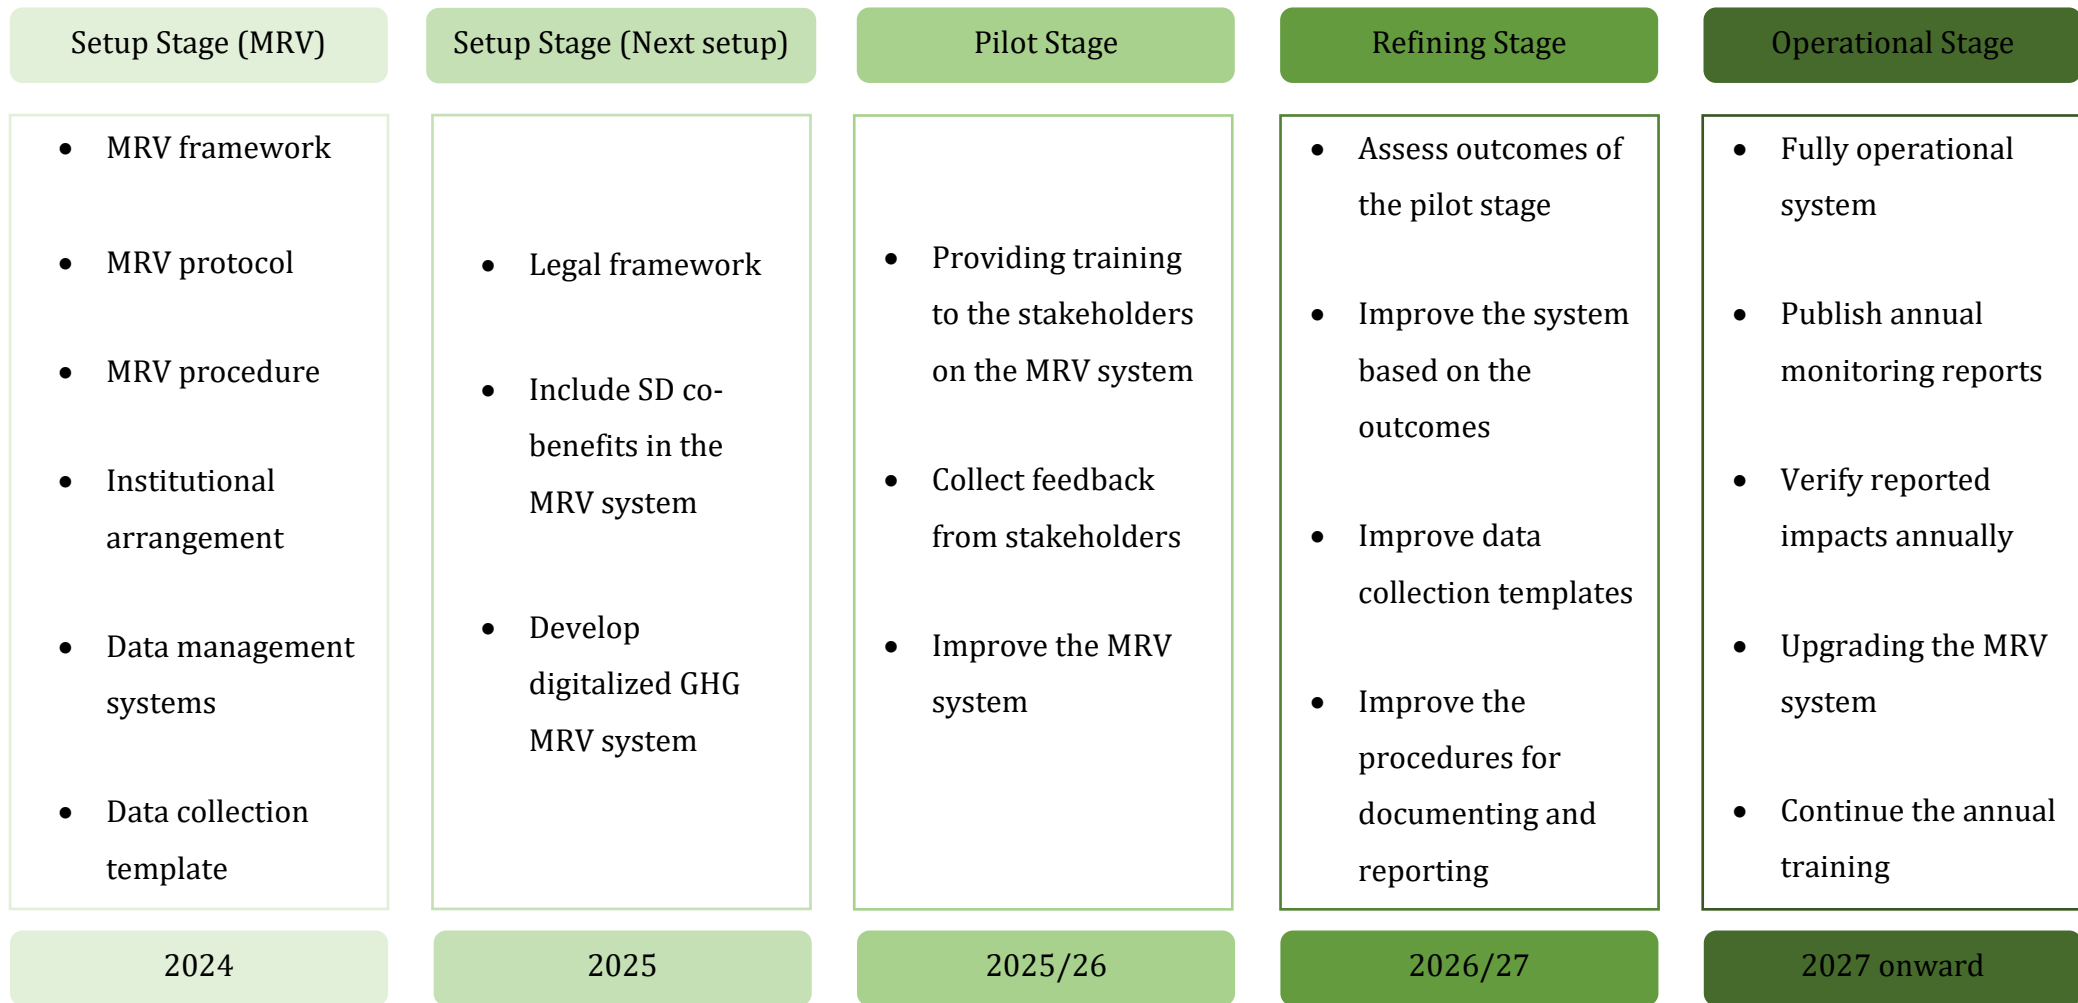 Setup Stage (MRV)
Setup Stage (Next setup)
Pilot Stage
Refining Stage
Operational Stage
• MRV framework
• MRV protocol
• MRV procedure
• Institutional
arrangement
• Data management
systems
• Data collection
template
• Legal framework
• Include SD co-
benefits in the
MRV system
• Develop
digitalized GHG
MRV system
• Providing training
to the stakeholders
on the MRV system
• Collect feedback
from stakeholders
• Improve the MRV
system
• Assess outcomes of
the pilot stage
• Improve the system
based on the
outcomes
• Improve data
collection templates
• Improve the
procedures for
documenting and
reporting
• Fully operational
system
• Publish annual
monitoring reports
• Verify reported
impacts annually
• Upgrading the MRV
system
• Continue the annual
training
2024
2025
2025/26
2026/27
2027 onward